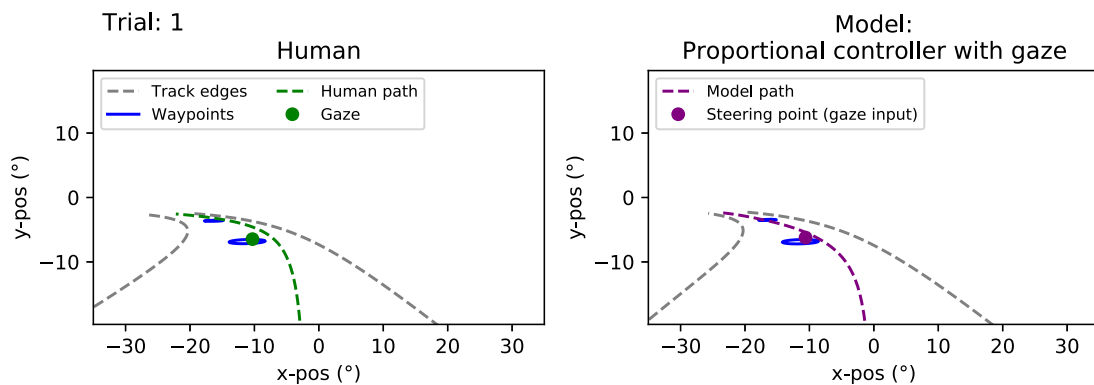 Trial: 1
Human
Track edges
Waypoints
Human path
Gaze
10
0
−10
y-pos (°)
−30 −20 −10 0 10 20 30
x-pos (°)
Model:
Proportional controller with gaze
Model path
Steering point (gaze input)
10
0
−10
y-pos (°)
−30 −20 −10 0 10 20 30
x-pos (°)